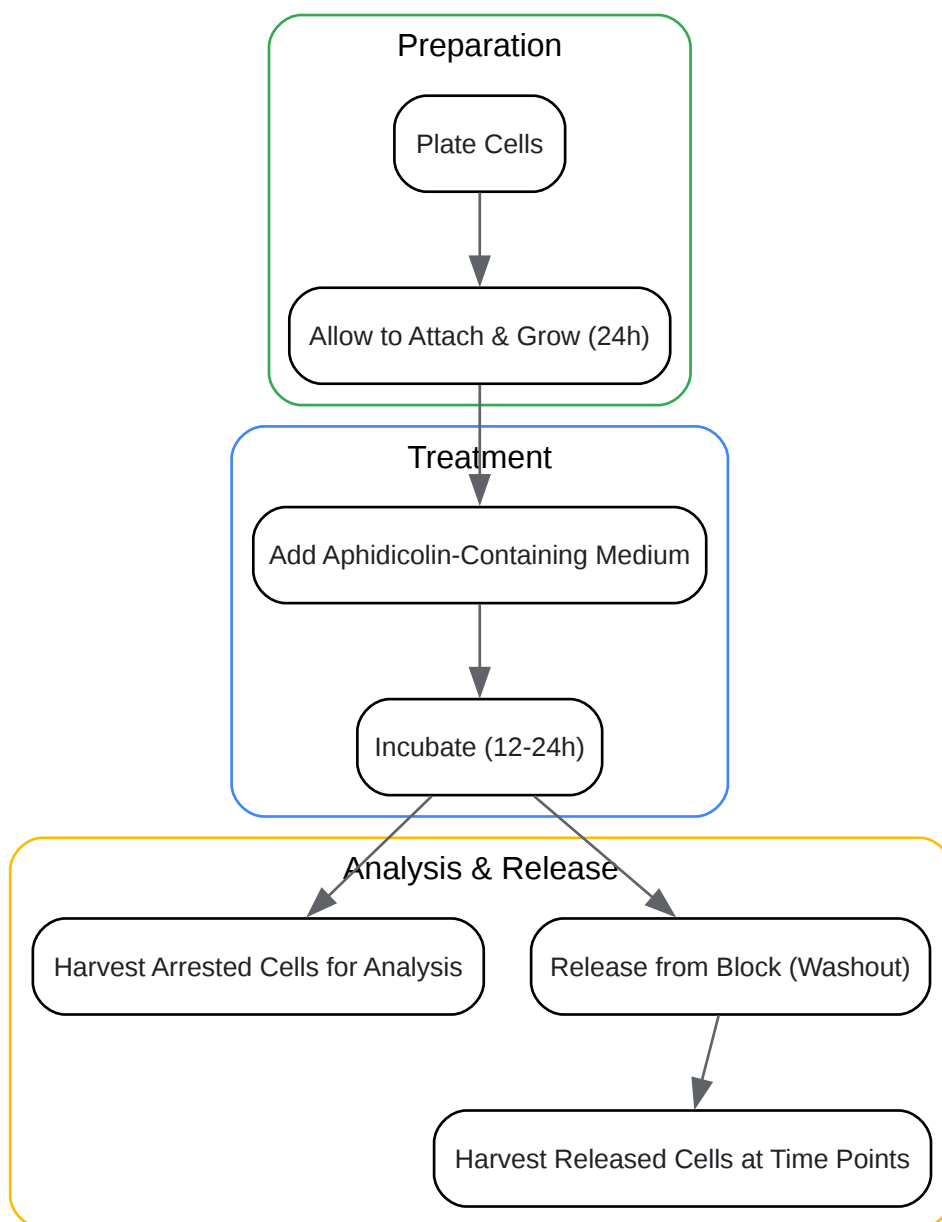 Preparation
Plate Cells
Allow to Attach & Grow (24h)
Treatment
Add Aphidicolin-Containing Medium
Incubate (12-24h)
Analysis & Release
Harvest Arrested Cells for Analysis
Release from Block (Washout)
Harvest Released Cells at Time Points